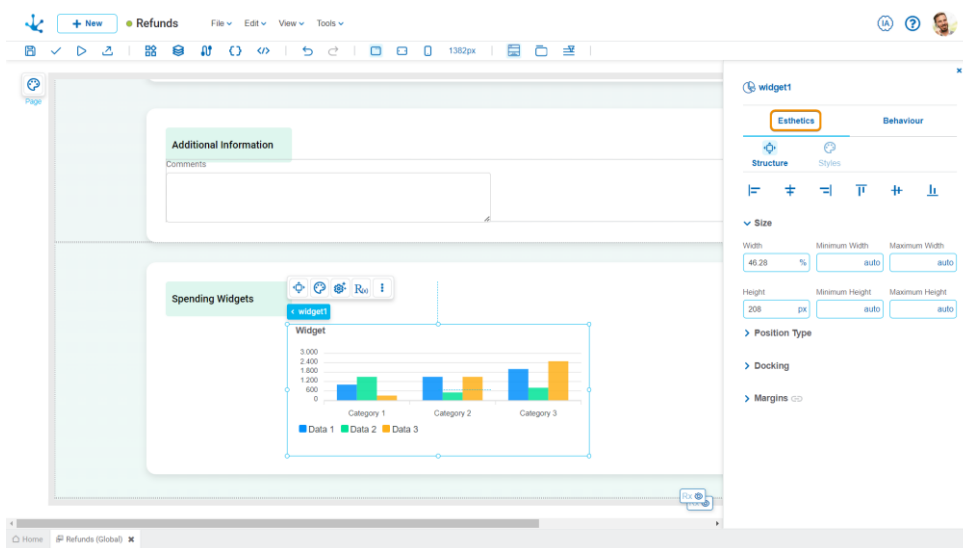 + New
Refunds
File
Edit
View
Tools
IA
?
1382px
Page
widget1
Esthetics
Behaviour
Structure
Styles
Additional Information
Comments
Size
Width
Minimum Width
Maximum Width
46.28
%
auto
auto
Height
Minimum Height
Maximum Height
208
px
auto
auto
Spending Widgets
R(x)
widget1
Widget
Position Type
3.000
2.400
1.800
1.200
600
0
Docking
Category 1
Category 2
Category 3
Margins
Data 1
Data 2
Data 3
Rx
Home
Refunds (Global)